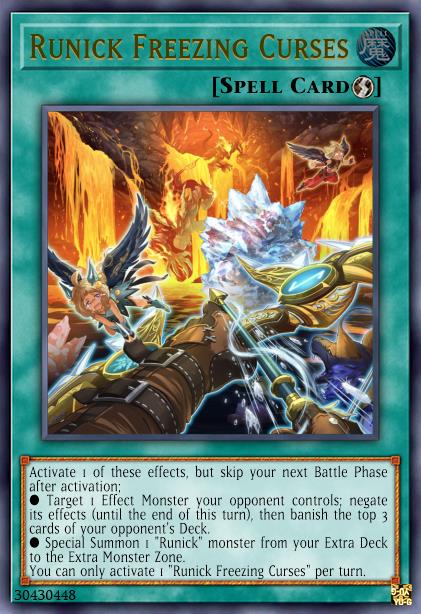 Runick Freezing Curses
[Spell Card]
Activate 1 of these effects, but skip your next Battle Phase
after activation;
● Target 1 Effect Monster your opponent controls; negate
its effects (until the end of this turn), then banish the top 3
cards of your opponent's Deck.
● Special Summon 1 "Runick" monster from your Extra Deck
to the Extra Monster Zone.
You can only activate 1 "Runick Freezing Curses" per turn.
30430448